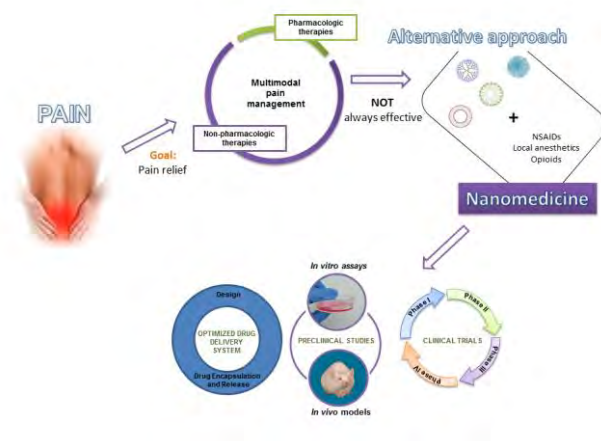 PAIN
Goal:
Pain relief
Pharmacologic
therapies
Multimodal
pain
management
Non-pharmacologic
therapies
NOT
always effective
Alternative approach
+
NSAIDs
Local anesthetics
Opioids
Nanomedicine
Design
OPTIMIZED DRUG
DELIVERY
SYSTEM
Drug Encapsulation
and Release
In vitro assays
PRECLINICAL STUDIES
In vivo models
Phase I
Phase II
CLINICAL TRIALS
Phase III
Phase IV